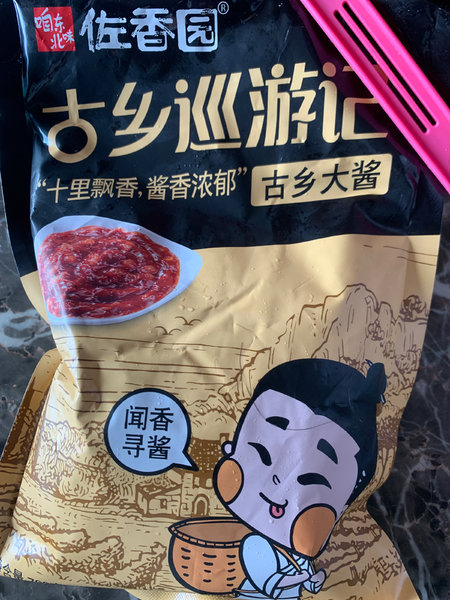 咱东北味
佐香园®
古乡巡游记
“十里飘香,酱香浓郁”
古乡大酱
闻香
寻酱